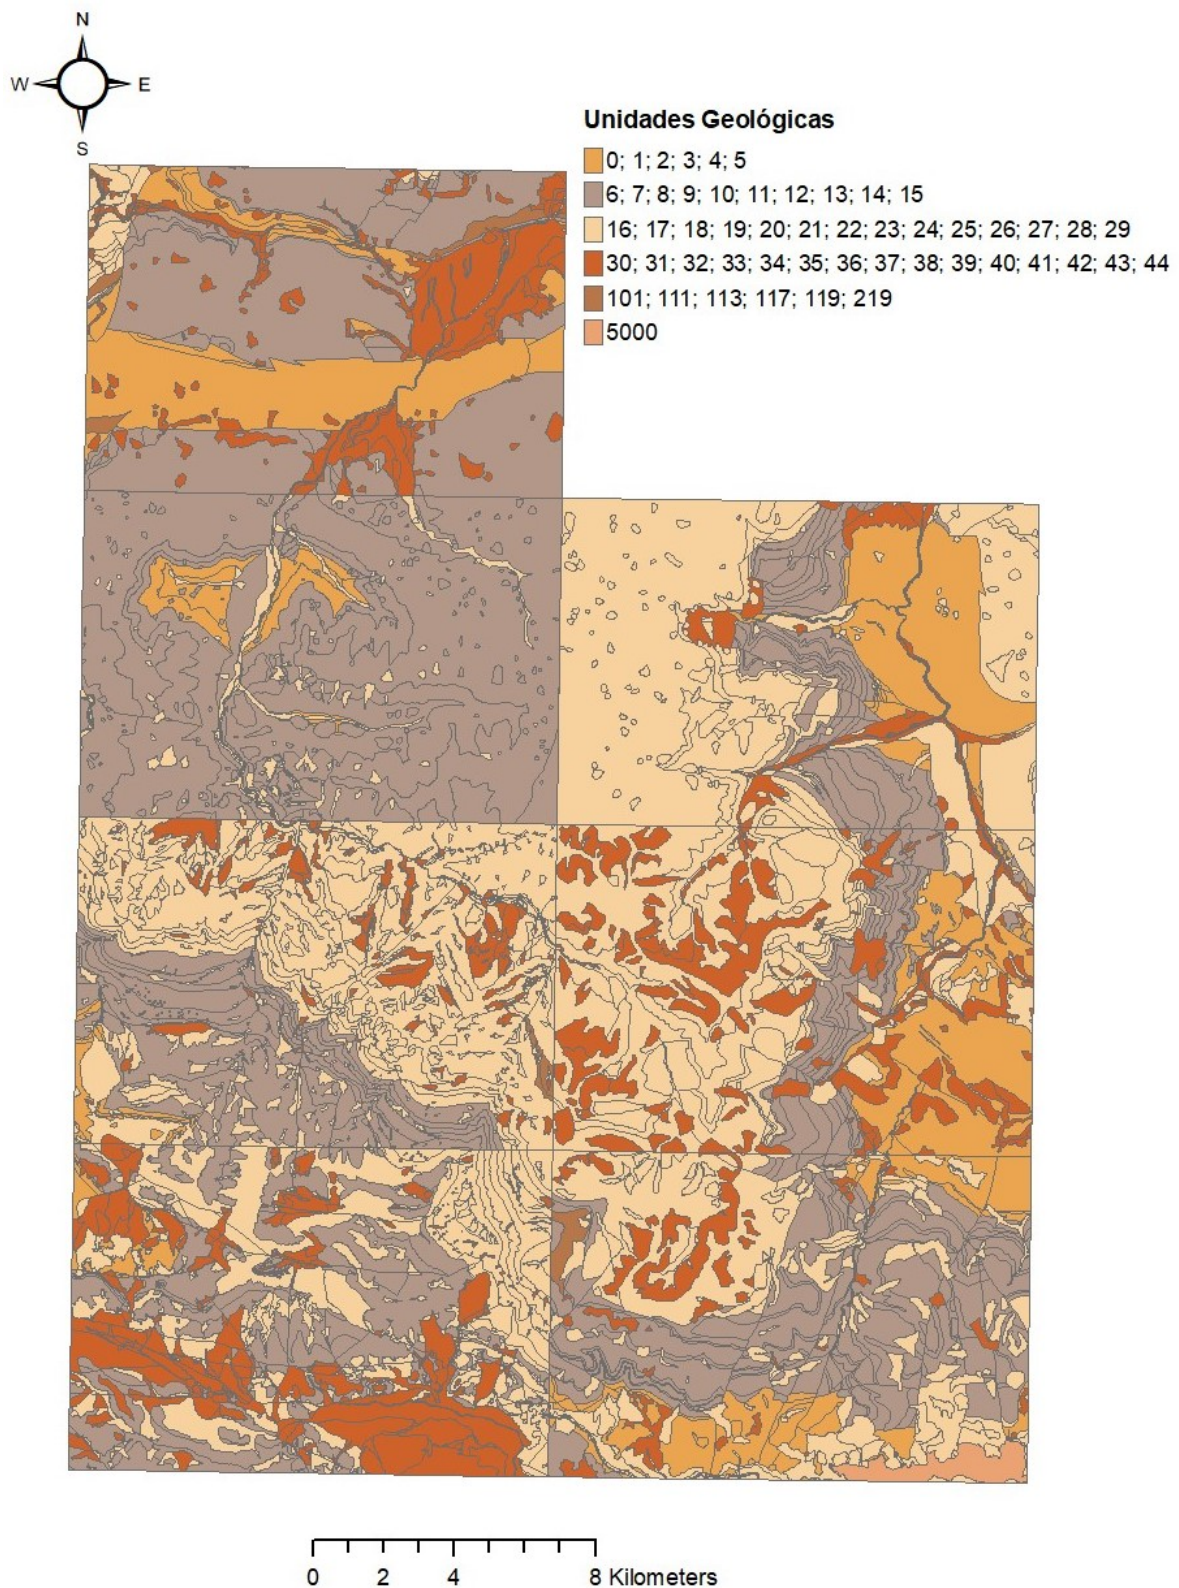 N
W E
S
Unidades Geológicas
0; 1; 2; 3; 4; 5
6; 7; 8; 9; 10; 11; 12; 13; 14; 15
16; 17; 18; 19; 20; 21; 22; 23; 24; 25; 26; 27; 28; 29
30; 31; 32; 33; 34; 35; 36; 37; 38; 39; 40; 41; 42; 43; 44
101; 111; 113; 117; 119; 219
5000
0 2 4 8 Kilometers